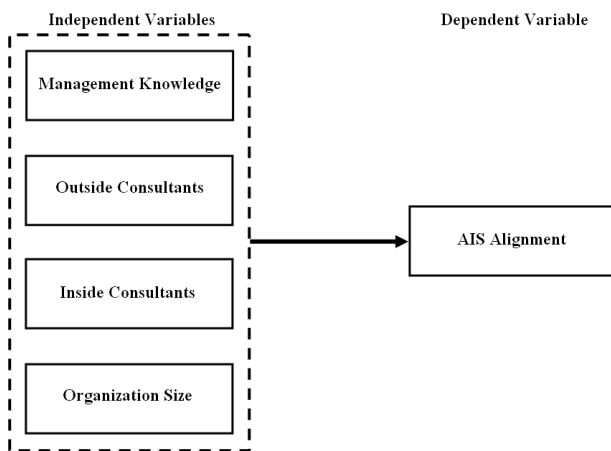 Independent Variables
Dependent Variable
Management Knowledge
Outside Consultants
AIS Alignment
Inside Consultants
Organization Size